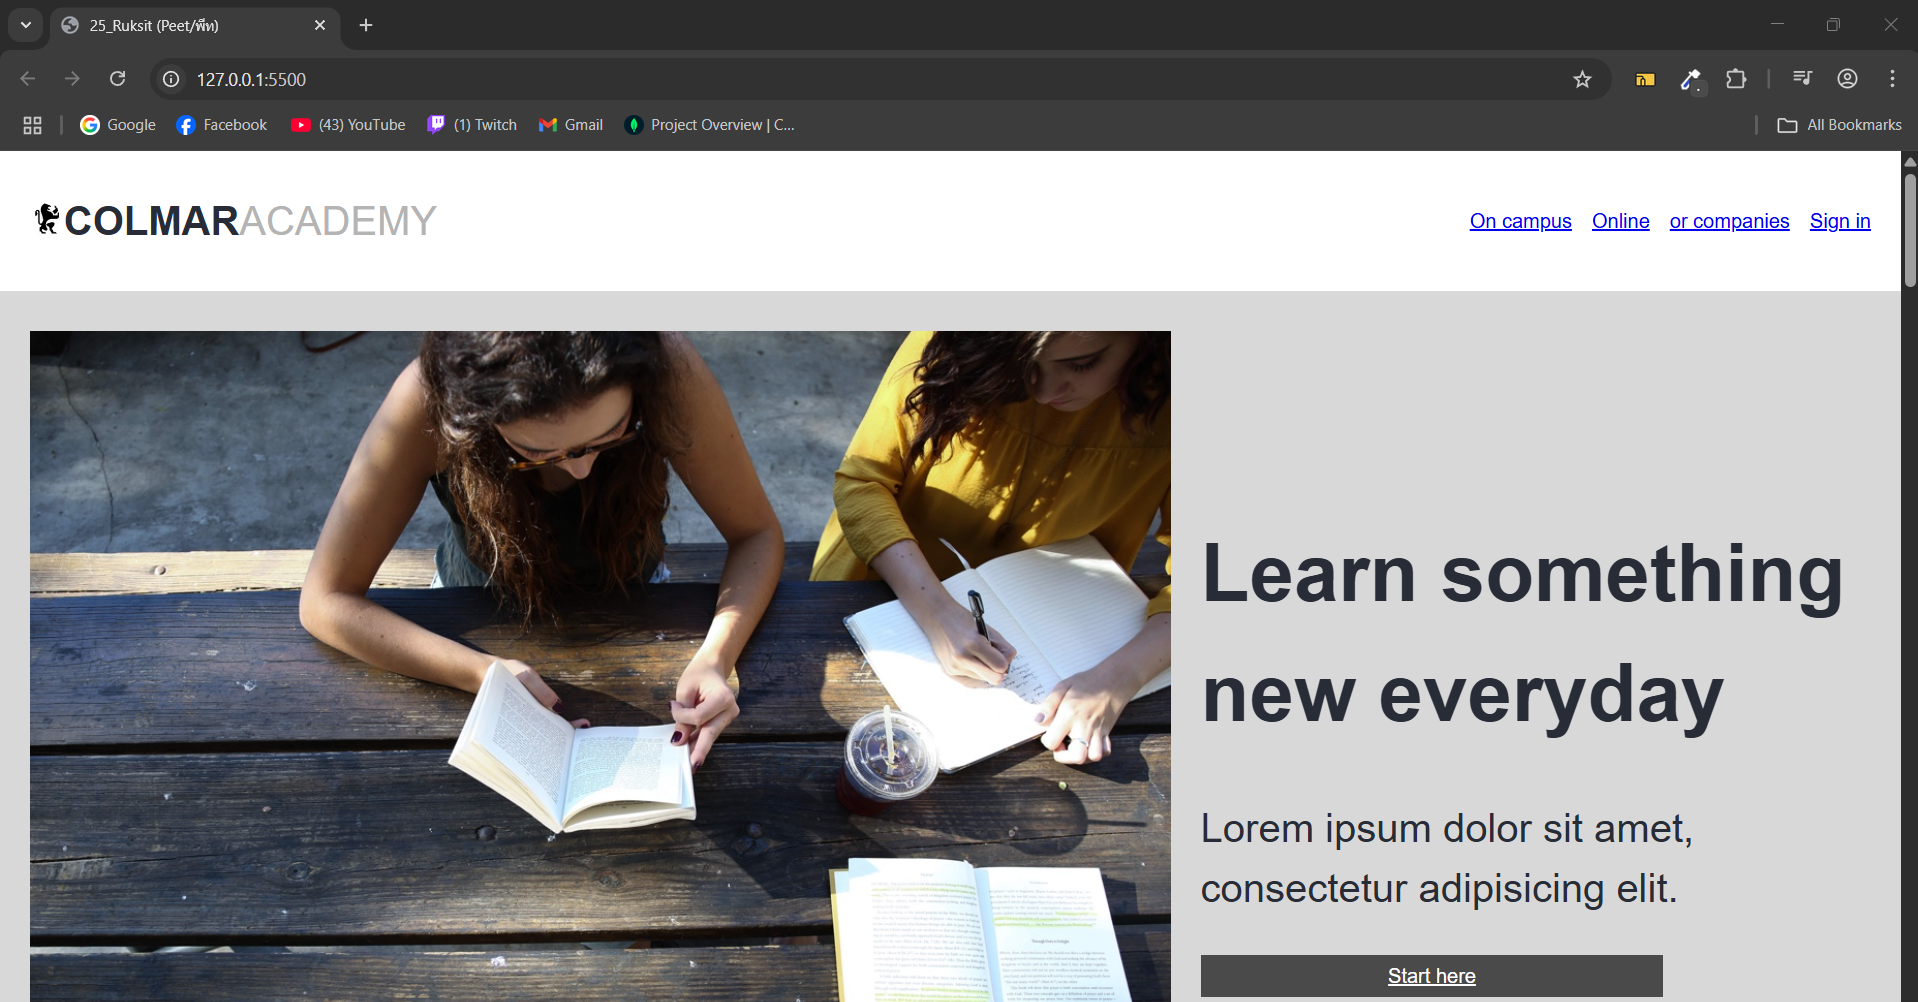 25_Ruksit (Peet/พีท)
127.0.0.1:5500
Google
Facebook
(43) YouTube
(1) Twitch
Gmail
Project Overview | C...
All Bookmarks
COLMARACADEMY
On campus
Online
or companies
Sign in
Learn something
new everyday
Lorem ipsum dolor sit amet,
consectetur adipisicing elit.
Start here